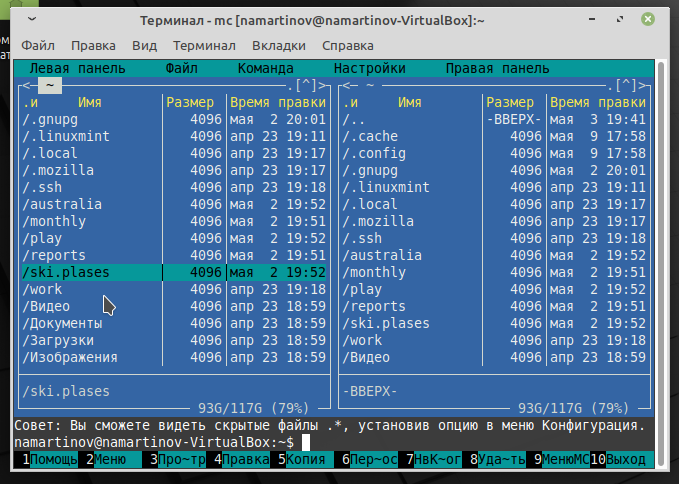 Терминал - mc [namartinov@namartinov-VirtualBox]:~
Файл Правка Вид Терминал Вкладки Справка
Левая панель Файл Команда Настройки Правая панель
<─ ~ .[^]> <─ ~ .[^]>
.и Имя Размер Время правки .и Имя Размер Время правки
/.gnupg 4096 мая 2 20:01 /.. -ВВЕРХ- мая 3 19:41
/.linuxmint 4096 апр 23 19:11 /.cache 4096 мая 9 17:58
/.local 4096 апр 23 19:17 /.config 4096 мая 9 17:58
/.mozilla 4096 апр 23 19:17 /.gnupg 4096 мая 2 20:01
/.ssh 4096 апр 23 19:18 /.linuxmint 4096 апр 23 19:11
/australia 4096 мая 2 19:52 /.local 4096 апр 23 19:17
/monthly 4096 мая 2 19:51 /.mozilla 4096 апр 23 19:17
/play 4096 мая 2 19:52 /.ssh 4096 апр 23 19:18
/reports 4096 мая 2 19:51 /australia 4096 мая 2 19:52
/ski.plases 4096 мая 2 19:52 /monthly 4096 мая 2 19:51
/work 4096 апр 23 19:18 /play 4096 мая 2 19:52
/Видео 4096 апр 23 18:59 /reports 4096 мая 2 19:51
/Документы 4096 апр 23 18:59 /ski.plases 4096 мая 2 19:52
/Загрузки 4096 апр 23 18:59 /work 4096 апр 23 19:18
/Изображения 4096 апр 23 18:59 /Видео 4096 апр 23 18:59
/ski.plases -ВВЕРХ-
93G/117G (79%) 93G/117G (79%)
Совет: Вы сможете видеть скрытые файлы .*, установив опцию в меню Конфигурация.
namartinov@namartinov-VirtualBox:~$
1Помощь 2Меню 3Про~тр 4Правка 5Копия 6Пер~ос 7НвК~ог 8Уда~ть 9МенюMC 10Выход